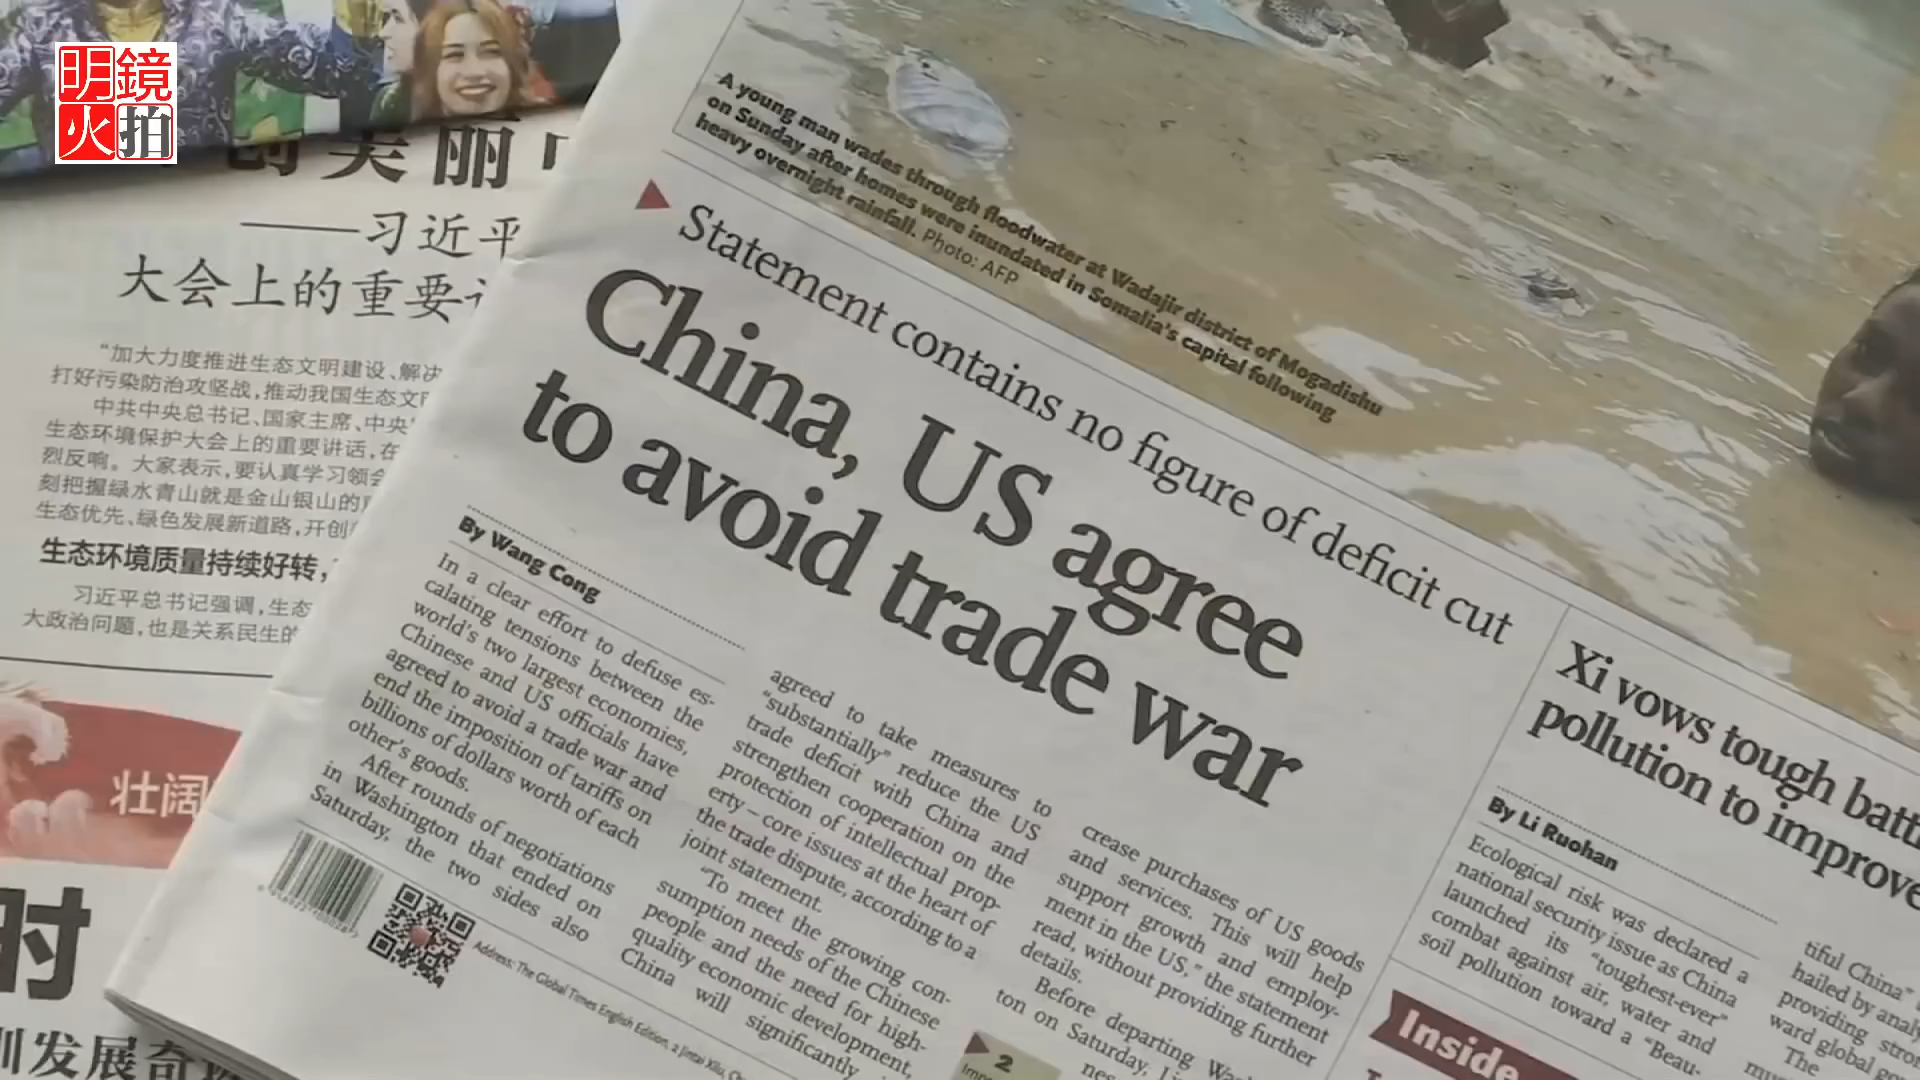 明鏡
火拍
美丽
——习近平
大会上的重要
“加大力度推进生态文明建设、解决
打好污染防治攻坚战，推动我国生态文
中共中央总书记、国家主席、中央
生态环境保护大会上的重要讲话，在
烈反响。大家表示，要认真学习领会
刻把握绿水青山就是金山银山的
生态优先、绿色发展新道路，开创
生态环境质量持续好转，
习近平总书记强调，生态
大政治问题，也是关系民生的
壮阔
时
圳发展奇
A young man wades through floodwater at Wadajir district of Mogadishu
on Sunday after homes were inundated in Somalia's capital following
heavy overnight rainfall. Photo: AFP
Statement contains no figure of deficit cut
China, US agree
to avoid trade war
By Wang Cong
In a clear effort to defuse es-
calating tensions between the
world's two largest economies,
Chinese and US officials have
agreed to avoid a trade war and
end the imposition of tariffs on
billions of dollars worth of each
other's goods.
After rounds of negotiations
in Washington that ended on
Saturday, the two sides also
agreed to take measures to
“substantially” reduce the US
trade deficit with China and
strengthen cooperation on the
protection of intellectual prop-
erty – core issues at the heart of
the trade dispute, according to a
joint statement.
“To meet the growing con-
sumption needs of the Chinese
people and the need for high-
quality economic development,
China will significantly
crease purchases of US goods
and services. This will help
support growth and employ-
ment in the US,” the statement
read, without providing further
details.
Before departing
ton on Saturday,
Address: The Global Times English Edition, 2 Jintai Xilu,
2
Xi vows tough
pollution to improve
By Li Ruohan
Ecological risk was declared a
national security issue as China
launched its “toughest-ever”
combat against air, water and
soil pollution toward a “Beau-
tiful China”
hailed by
providing
ward global
The
Inside